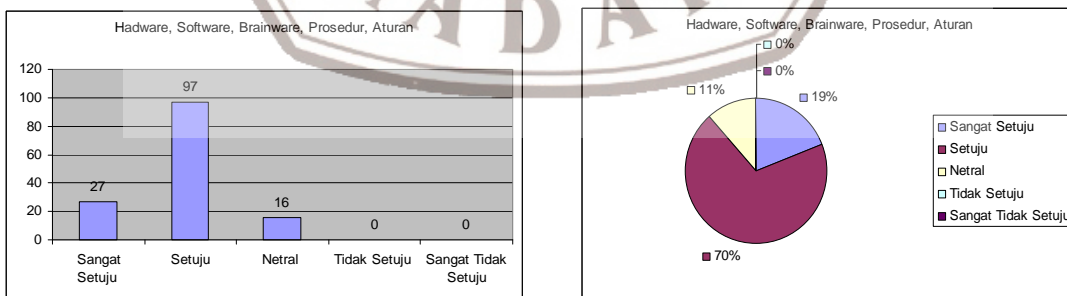 Hadware, Software, Brainware, Prosedur, Aturan
120
100
80
60
40
20
0
27
97
16
0
0
Sangat Setuju
Setuju
Netral
Tidak Setuju
Sangat Tidak Setuju
ADA
Hadware, Software, Brainware, Prosedur, Aturan
0%
0%
11%
19%
70%
Sangat Setuju
Setuju
Netral
Tidak Setuju
Sangat Tidak Setuju